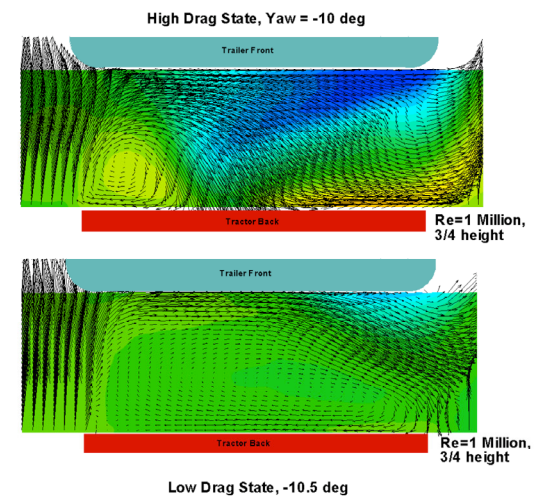 High Drag State, Yaw = -10 deg
Trailer Front
Tractor Back
Re=1 Million,
3/4 height
Trailer Front
Tractor Back
Re=1 Million,
3/4 height
Low Drag State, -10.5 deg